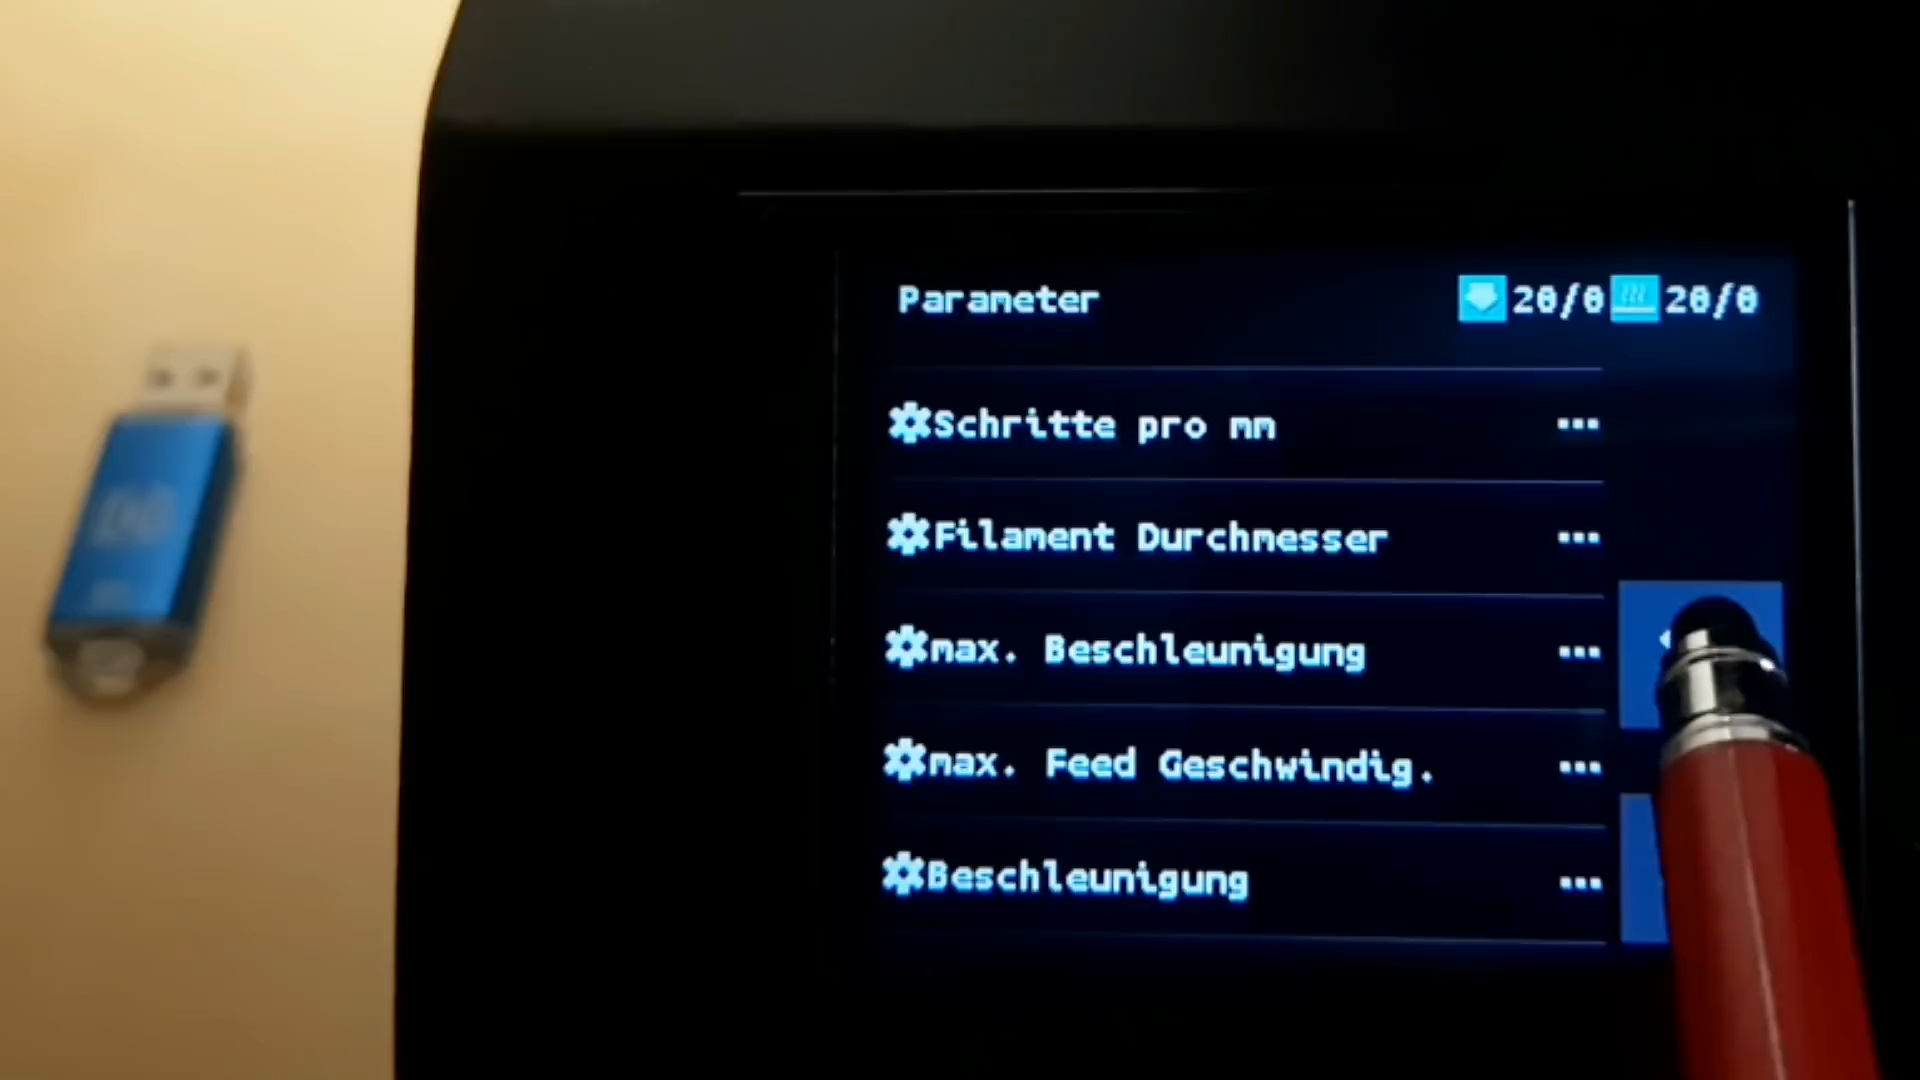 Parameter 20/0 20/0
Schritte pro mm ...
Filament Durchmesser ...
max. Beschleunigung ...
max. Feed Geschwindig. ...
Beschleunigung ...